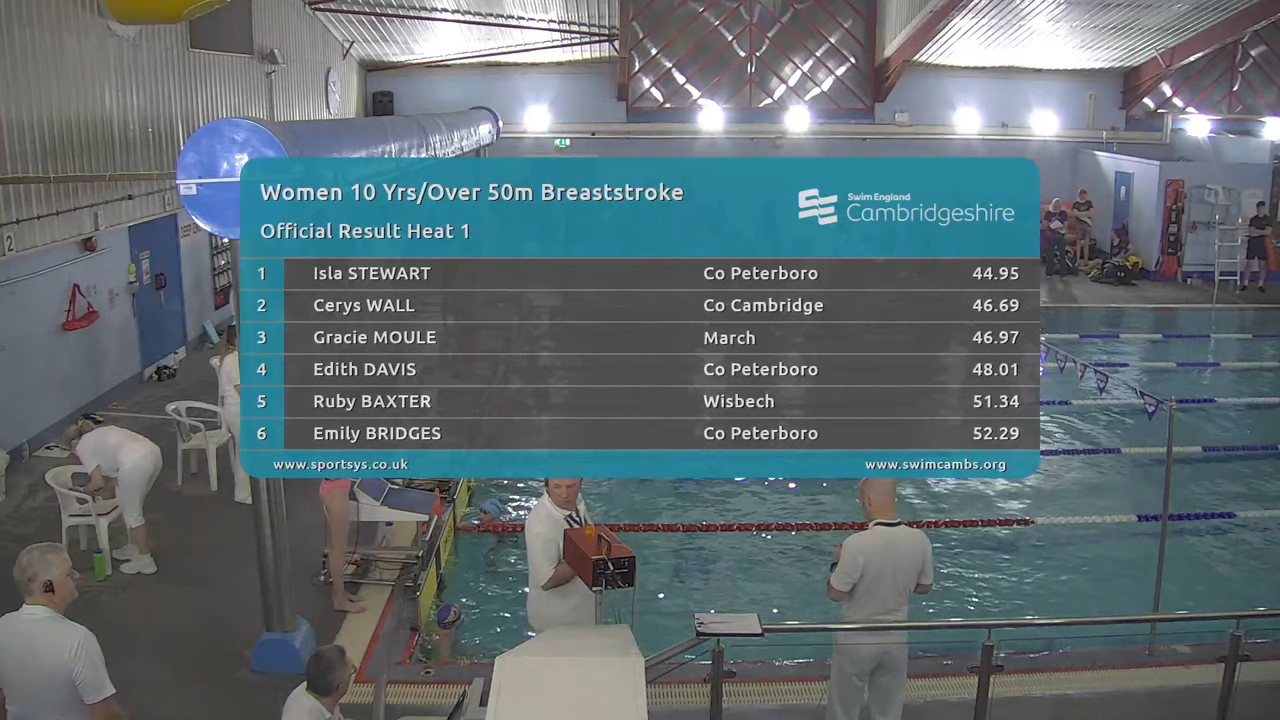 Women 10 Yrs/Over 50m Breaststroke
Official Result Heat 1
Swim England
Cambridgeshire
1 Isla STEWART Co Peterboro 44.95
2 Cerys WALL Co Cambridge 46.69
3 Gracie MOULE March 46.97
4 Edith DAVIS Co Peterboro 48.01
5 Ruby BAXTER Wisbech 51.34
6 Emily BRIDGES Co Peterboro 52.29
www.sportsys.co.uk www.swimcambs.org
2